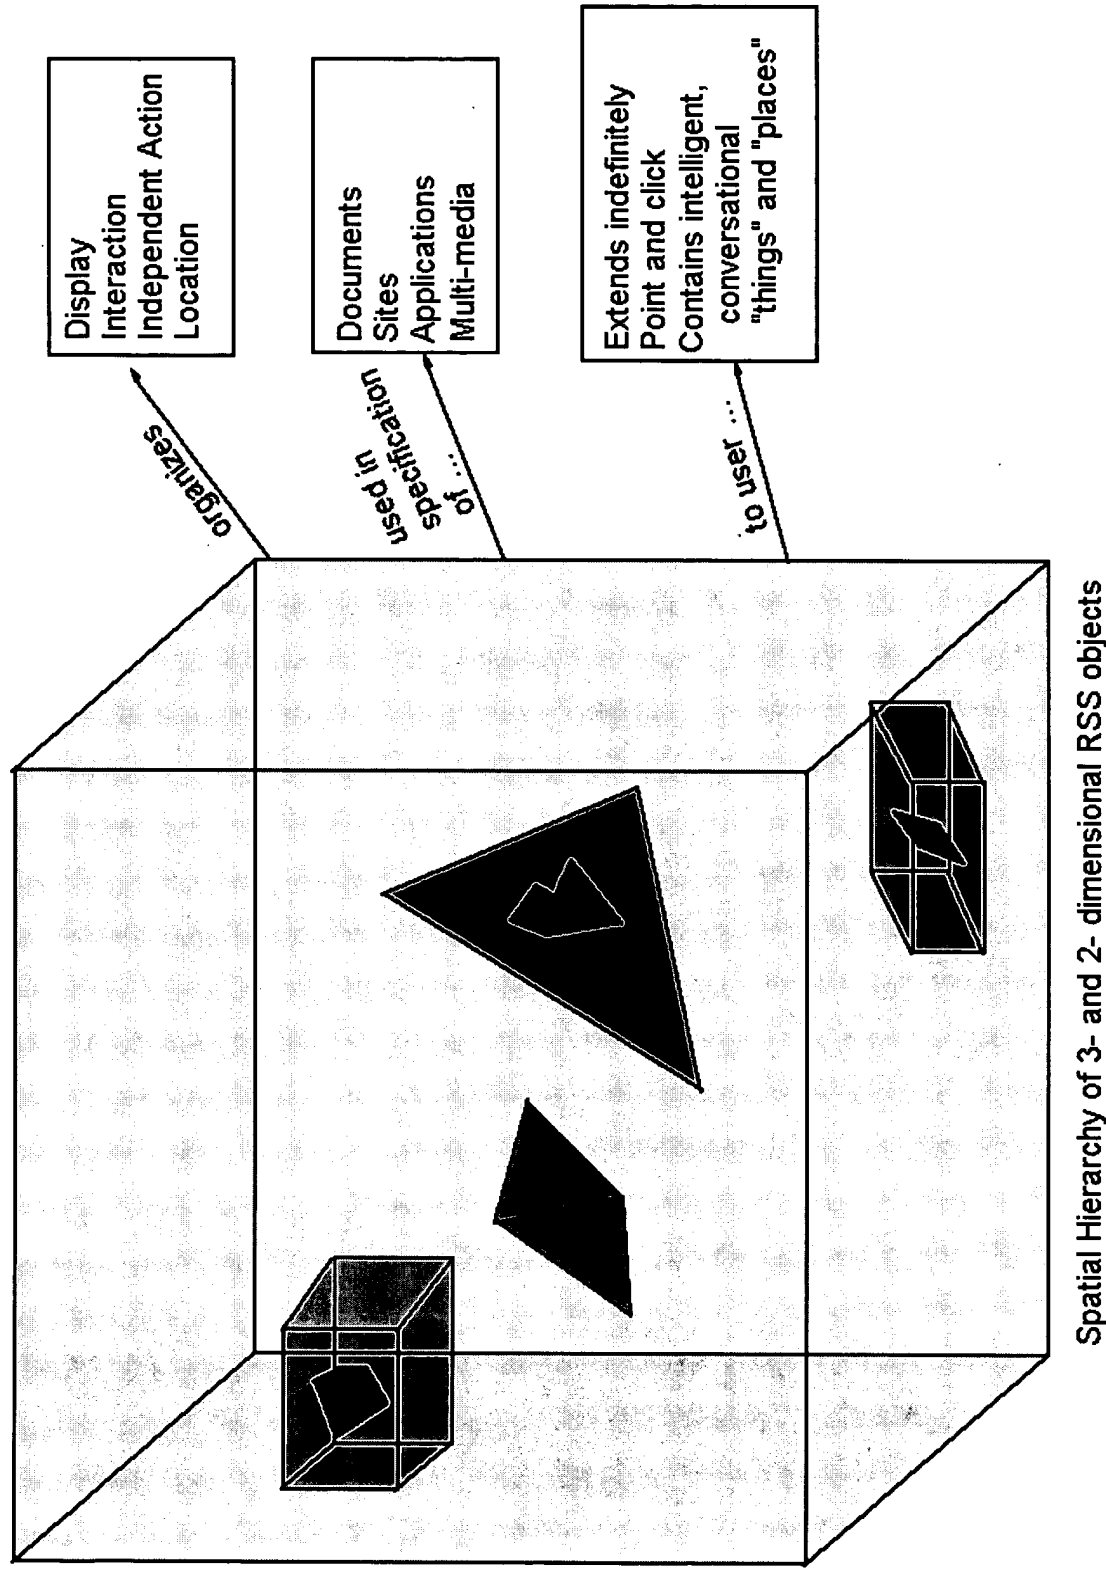 organizes
Display
Interaction
Independent Action
Location
used in
specification
of ...
Documents
Sites
Applications
Multi-media
to user ...
Extends indefinitely
Point and click
Contains intelligent,
conversational
"things" and "places"
Spatial Hierarchy of 3- and 2- dimensional RSS objects